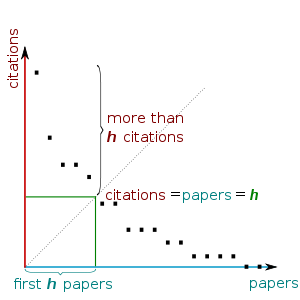 citations
more than
h citations
citations =papers = h
first h papers
papers